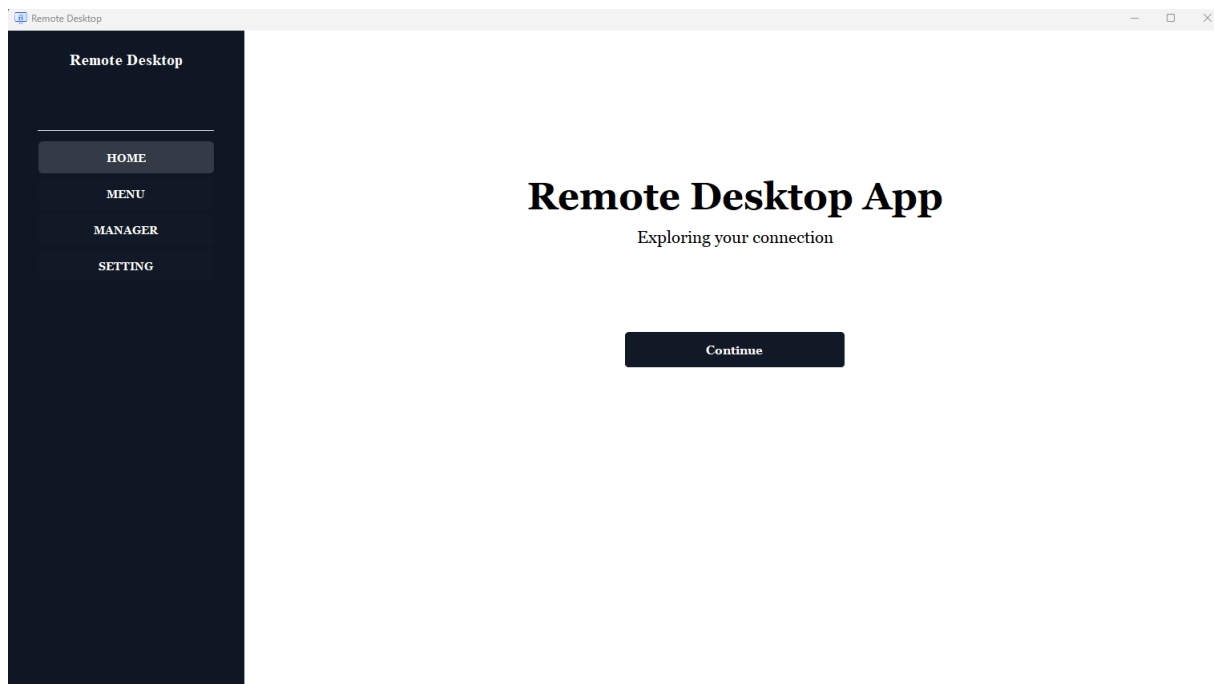 Remote Desktop
Remote Desktop
HOME
MENU
MANAGER
SETTING
Remote Desktop App
Exploring your connection
Continue